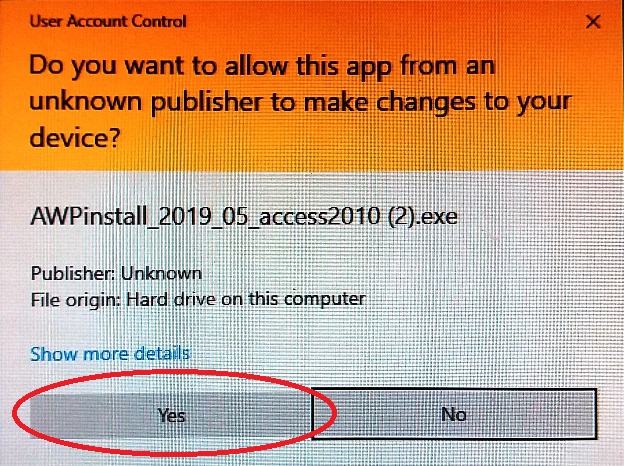 User Account Control
Do you want to allow this app from an
unknown publisher to make changes to your
device?
AWPinstall_2019_05_access2010 (2).exe
Publisher: Unknown
File origin: Hard drive on this computer
Show more details
Yes
No